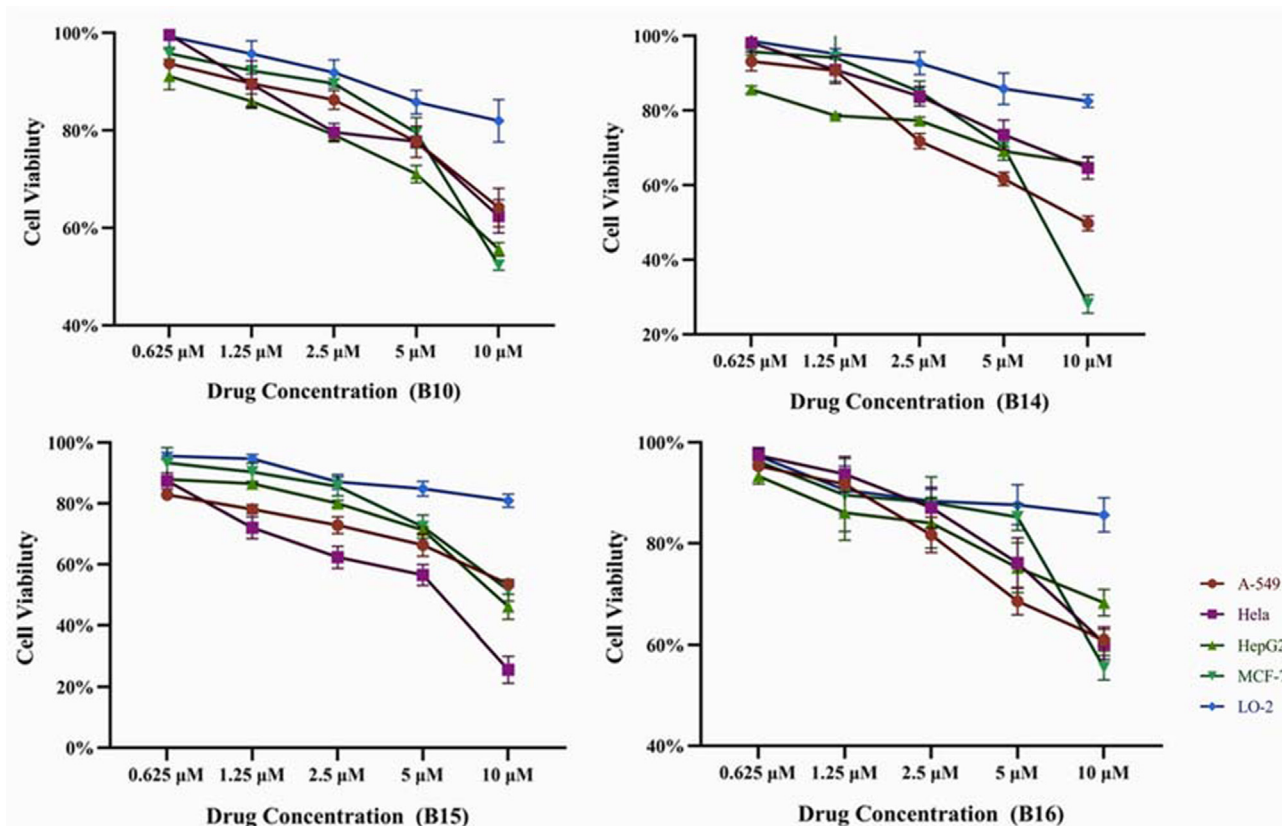 100%
80%
60%
40%
Cell Viabiluty
0.625 μM 1.25 μM 2.5 μM 5 μM 10 μM
Drug Concentration (B10)
100%
80%
60%
40%
20%
Cell Viabiluty
0.625 μM 1.25 μM 2.5 μM 5 μM 10 μM
Drug Concentration (B14)
100%
80%
60%
40%
20%
0%
Cell Viabiluty
0.625 μM 1.25 μM 2.5 μM 5 μM 10 μM
Drug Concentration (B15)
100%
80%
60%
40%
Cell Viabiluty
0.625 μM 1.25 μM 2.5 μM 5 μM 10 μM
Drug Concentration (B16)
A-549
Hela
HepG2
MCF-7
LO-2